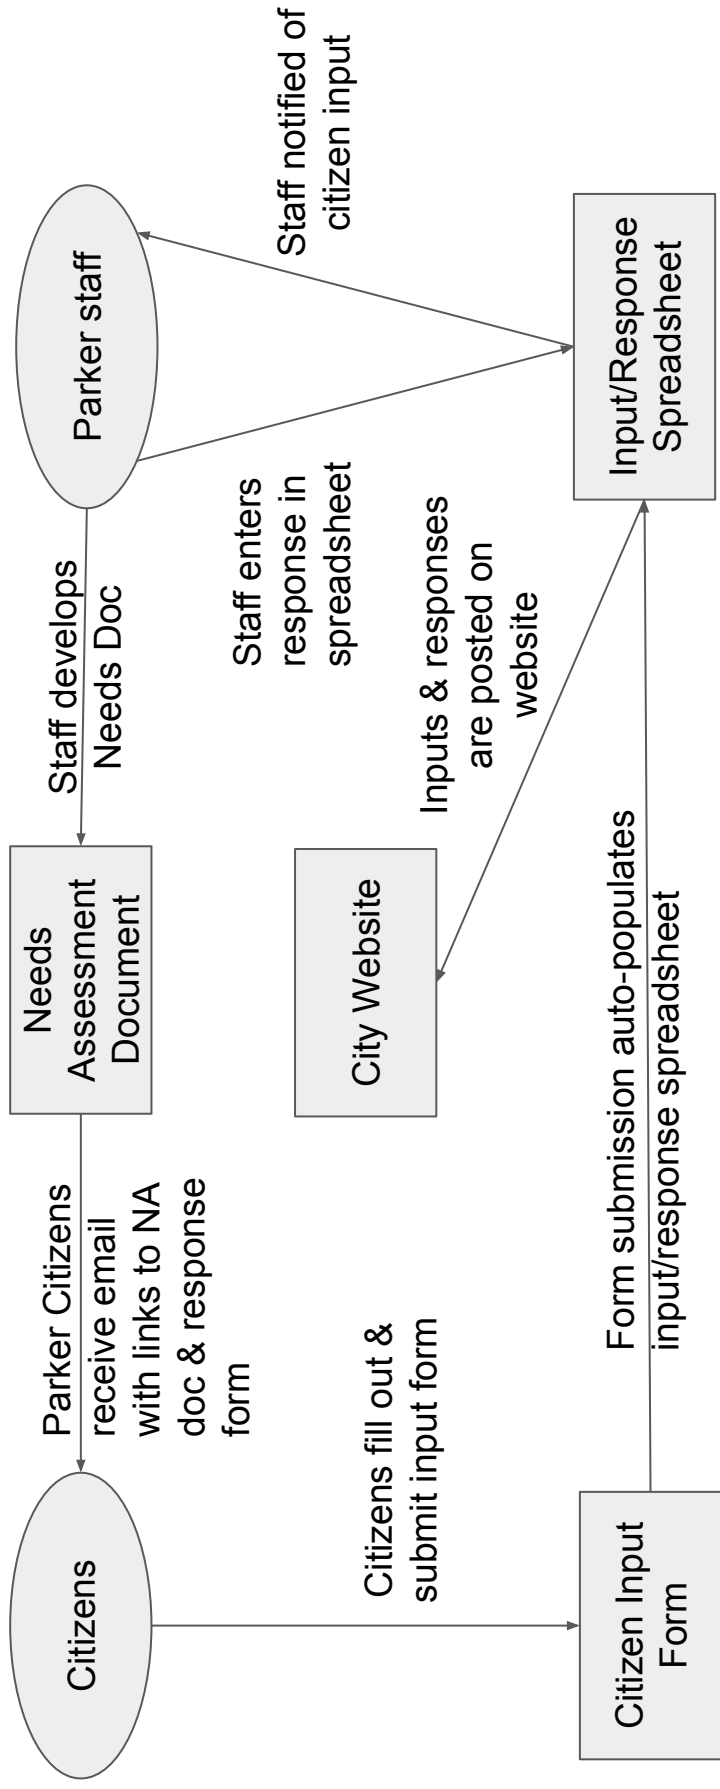 Citizens
Parker Citizens
receive email
with links to NA
doc & response
form
Needs
Assessment
Document
Staff develops
Needs Doc
Parker staff
Citizens fill out &
submit input form
City Website
Staff enters
response in
spreadsheet
Inputs & responses
are posted on
website
Staff notified of
citizen input
Citizen Input
Form
Form submission auto-populates
input/response spreadsheet
Input/Response
Spreadsheet